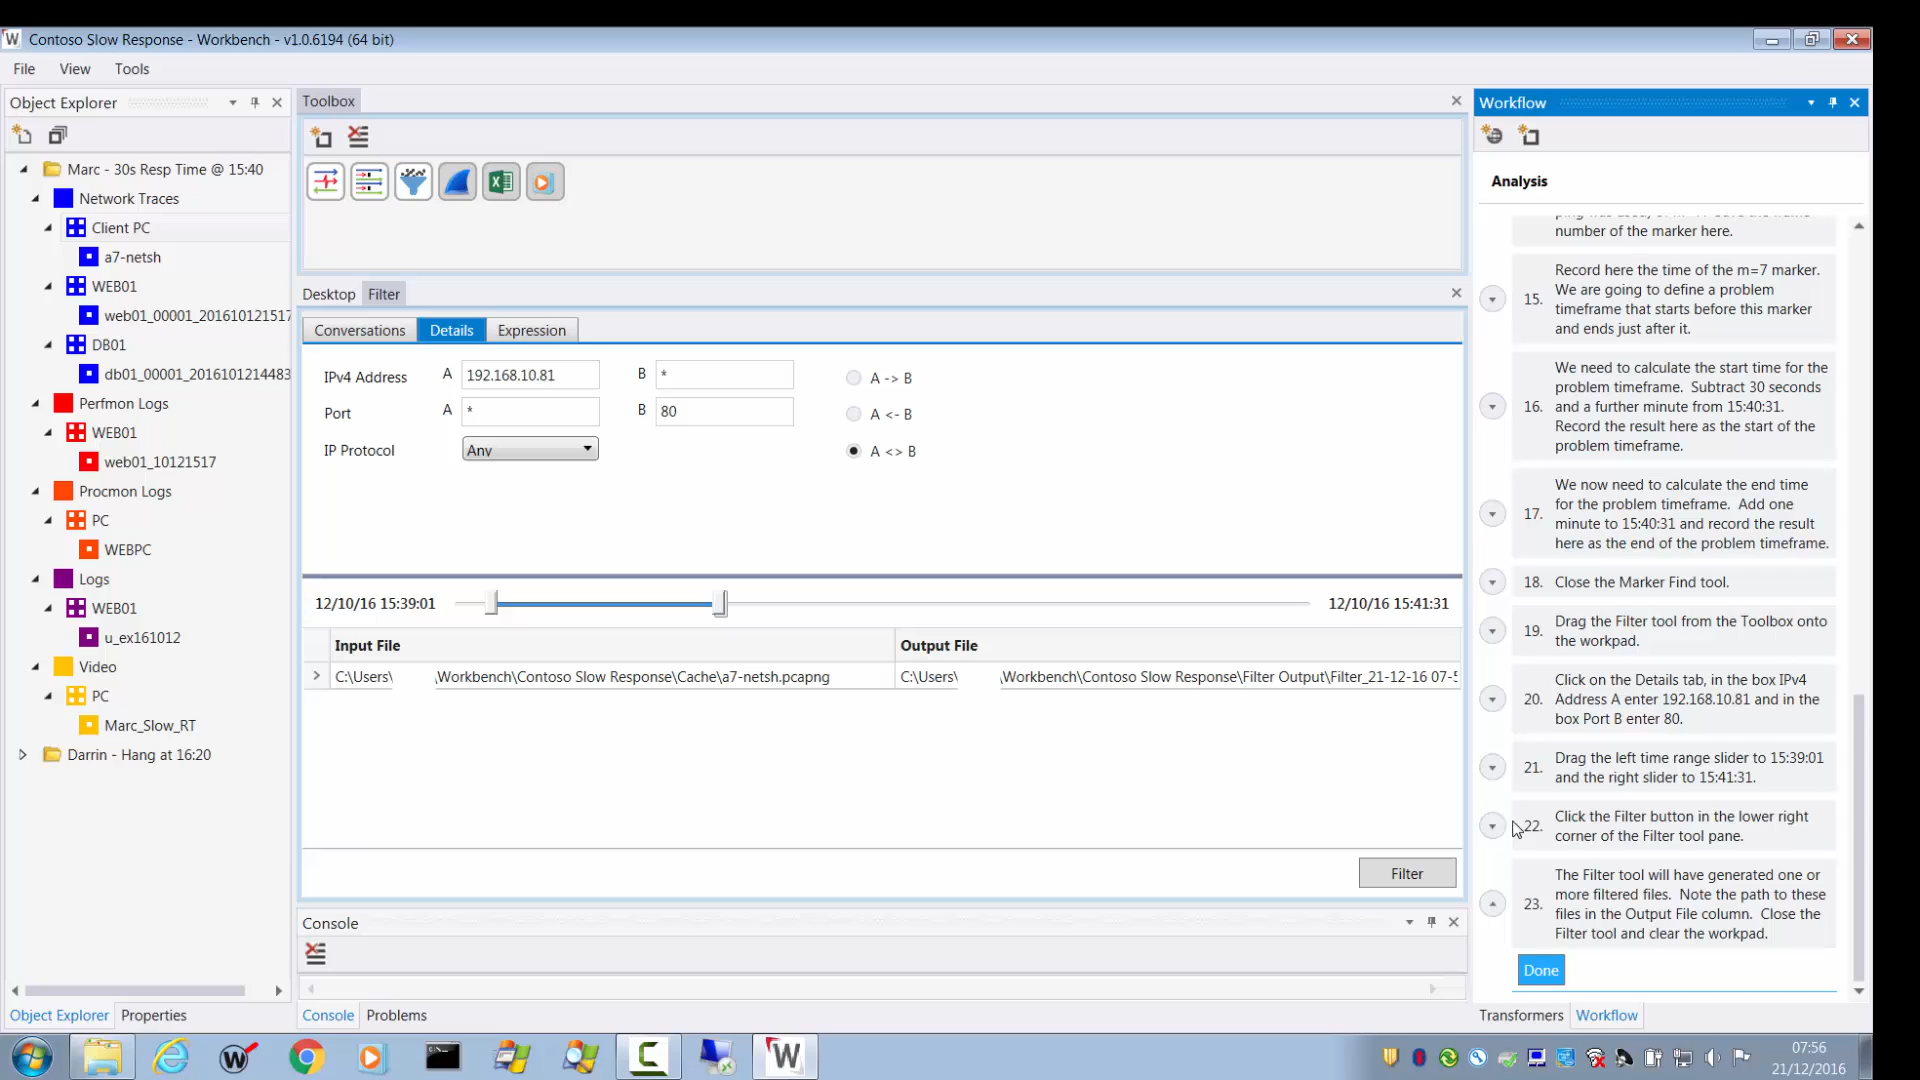 Contoso Slow Response - Workbench - v1.0.6194 (64 bit)
File View Tools
Object Explorer
Marc - 30s Resp Time @ 15:40
Network Traces
Client PC
a7-netsh
WEB01
web01_00001_201610121517
DB01
db01_00001_2016101214483
Perfmon Logs
WEB01
web01_10121517
Procmon Logs
PC
WEBPC
Logs
WEB01
u_ex161012
Video
PC
Marc_Slow_RT
Darrin - Hang at 16:20
Object Explorer Properties
Toolbox
Desktop Filter
Conversations Details Expression
IPv4 Address A 192.168.10.81 B * A -> B
Port A * B 80 A <- B
IP Protocol Any A <> B
12/10/16 15:39:01 12/10/16 15:41:31
Input File Output File
C:\Users\ \Workbench\Contoso Slow Response\Cache\a7-netsh.pcapng C:\Users\ \Workbench\Contoso Slow Response\Filter Output\Filter_21-12-16 07-5
Filter
Console
Console Problems
Workflow
Analysis
number of the marker here.
15. Record here the time of the m=7 marker.
We are going to define a problem
timeframe that starts before this marker
and ends just after it.
16. We need to calculate the start time for the
problem timeframe. Subtract 30 seconds
and a further minute from 15:40:31.
Record the result here as the start of the
problem timeframe.
17. We now need to calculate the end time
for the problem timeframe. Add one
minute to 15:40:31 and record the result
here as the end of the problem timeframe.
18. Close the Marker Find tool.
19. Drag the Filter tool from the Toolbox onto
the workpad.
20. Click on the Details tab, in the box IPv4
Address A enter 192.168.10.81 and in the
box Port B enter 80.
21. Drag the left time range slider to 15:39:01
and the right slider to 15:41:31.
22. Click the Filter button in the lower right
corner of the Filter tool pane.
23. The Filter tool will have generated one or
more filtered files. Note the path to these
files in the Output File column. Close the
Filter tool and clear the workpad.
Done
Transformers Workflow
07:56
21/12/2016